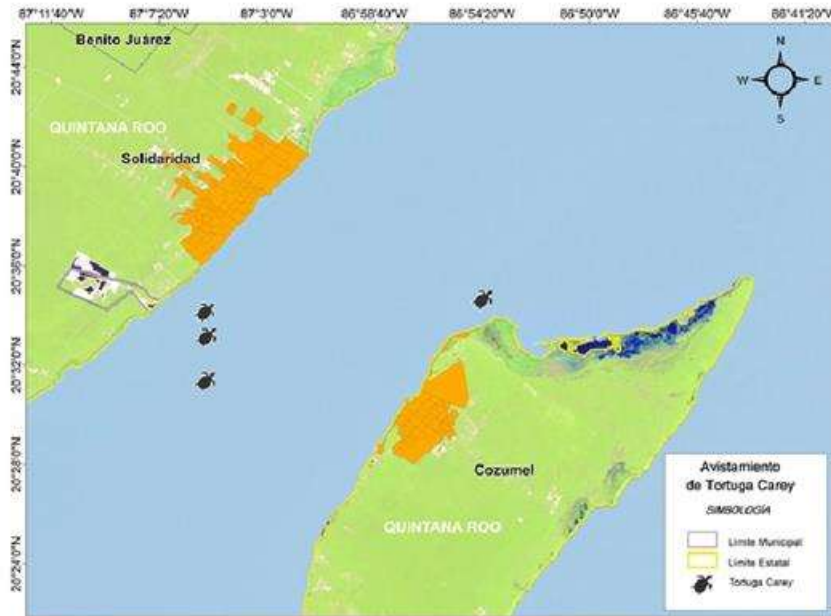 87°11'40"W 87°7'20"W 87°3'0"W 86°58'40"W 86°54'20"W 86°50'0"W 86°45'40"W 86°41'20"W
20°44'0"N
20°40'0"N
20°36'0"N
20°32'0"N
20°28'0"N
20°24'0"N
Benito Juárez
QUINTANA ROO
Solidaridad
N
W E
S
Cozumel
QUINTANA ROO
Avistamiento
de Tortuga Carey
SIMBOLOGÍA
Límite Municipal
Límite Estatal
Tortuga Carey